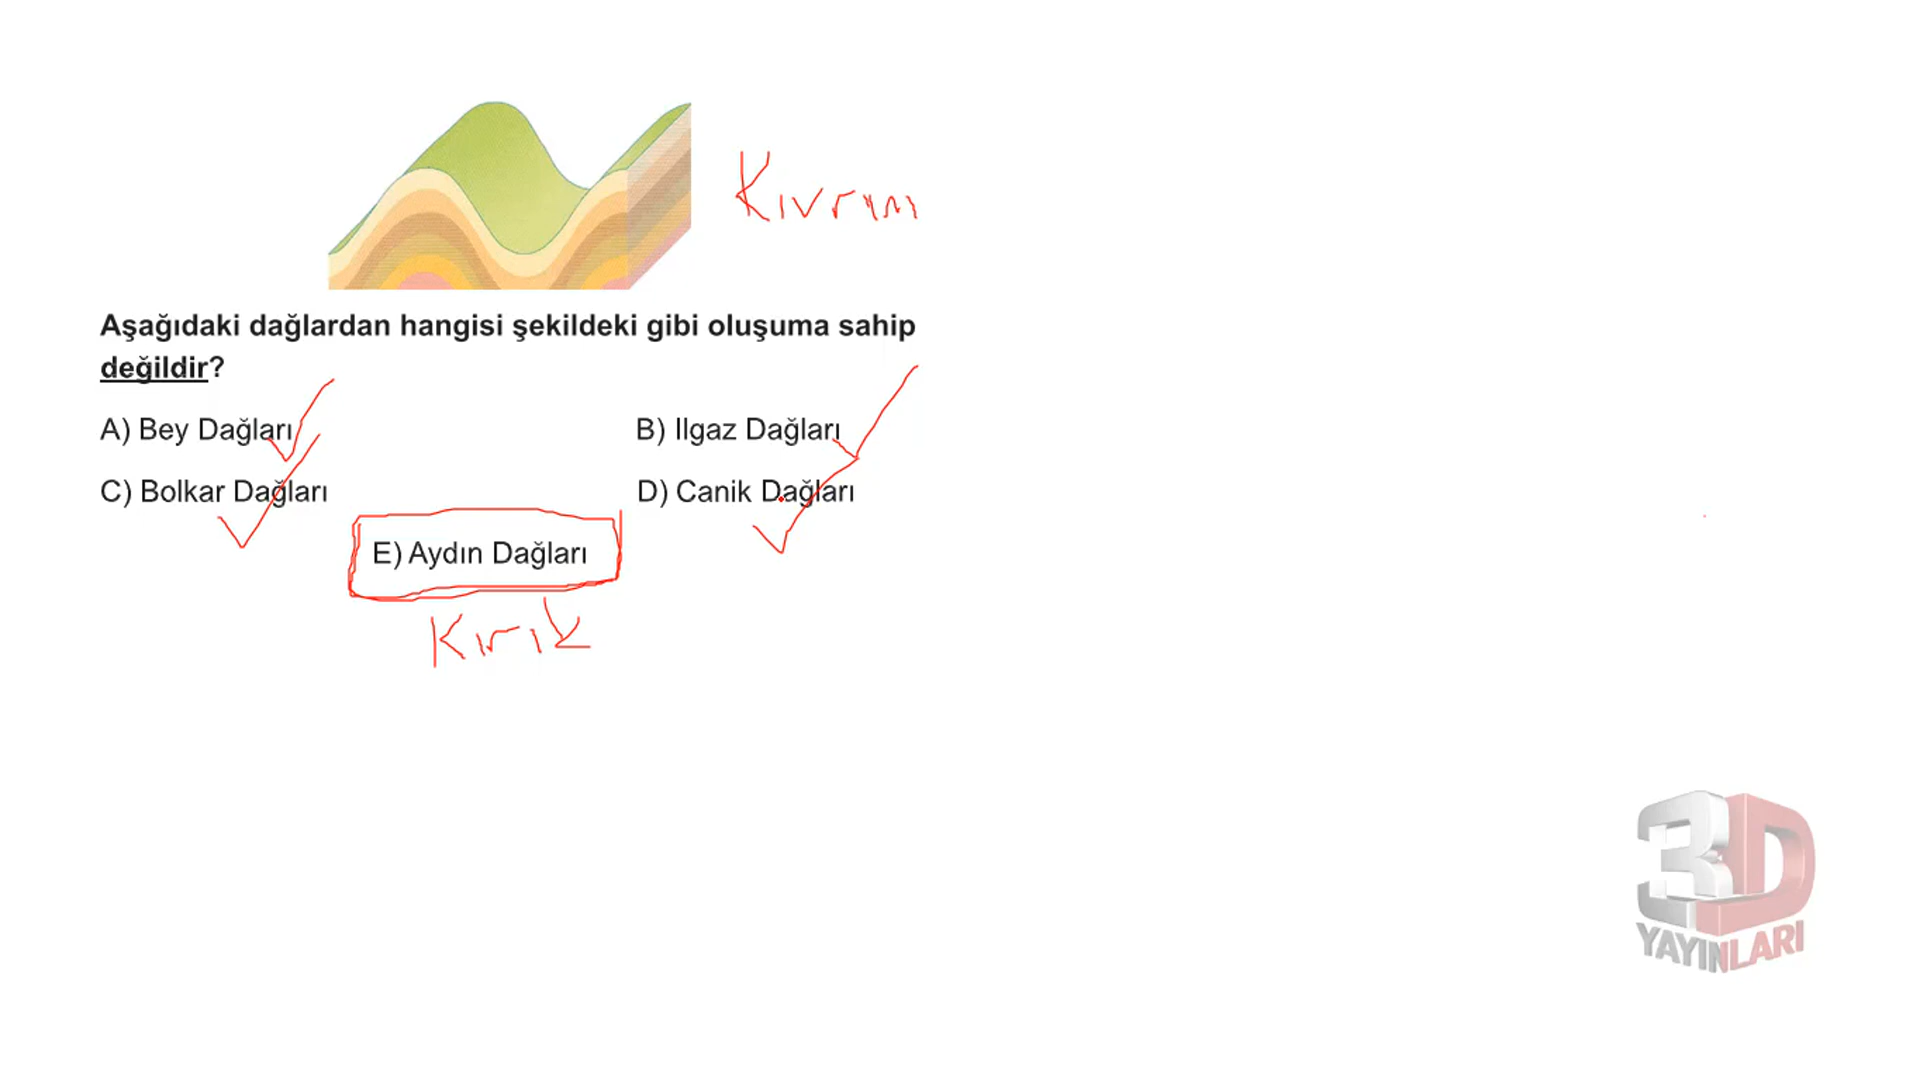 Kıvrım
Aşağıdaki dağlardan hangisi şekildeki gibi oluşuma sahip
değildir?
A) Bey Dağları
B) Ilgaz Dağları
C) Bolkar Dağları
D) Canik Dağları
E) Aydın Dağları
Kırık
3D
YAYINLARI